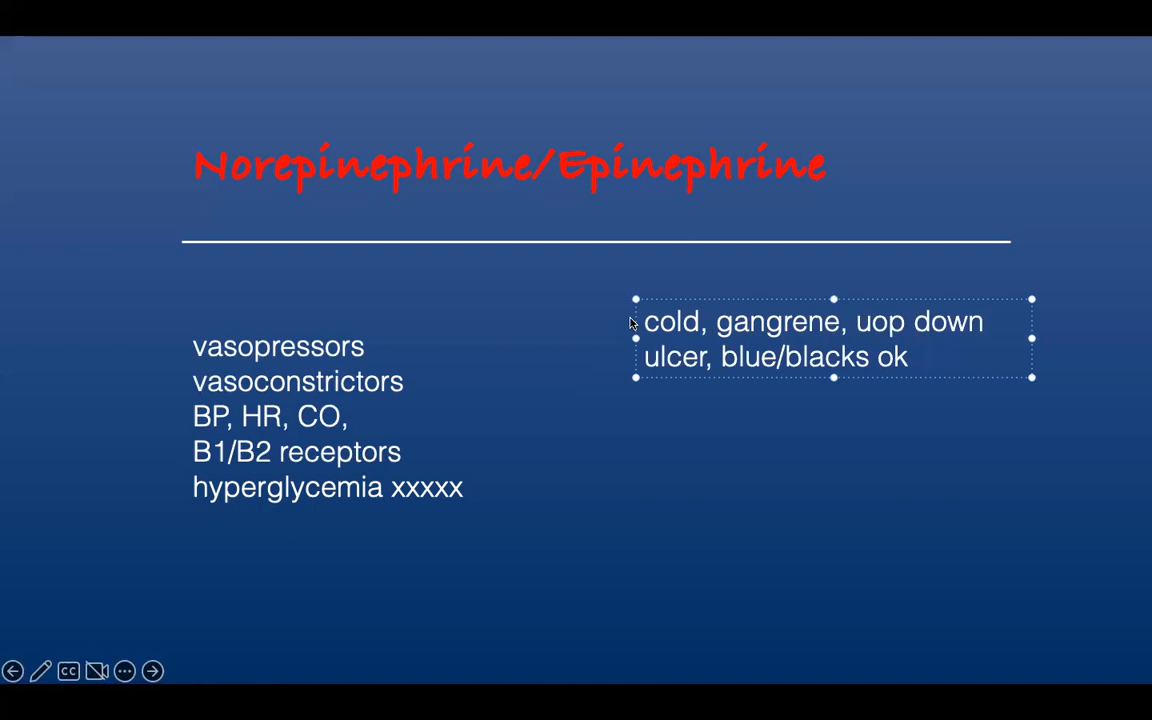 Norepinephrine/Epinephrine
vasopressors
vasoconstrictors
BP, HR, CO,
B1/B2 receptors
hyperglycemia xxxxx
cold, gangrene, uop down
ulcer, blue/blacks ok
CC